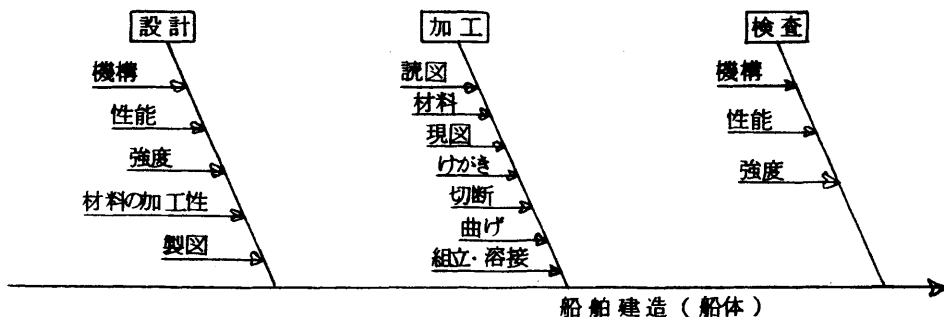 設計
機構
性能
強度
材料の加工性
製図
加工
読図
材料
現図
けがき
切断
曲げ
組立・溶接
検査
機構
性能
強度
船舶建造(船体)